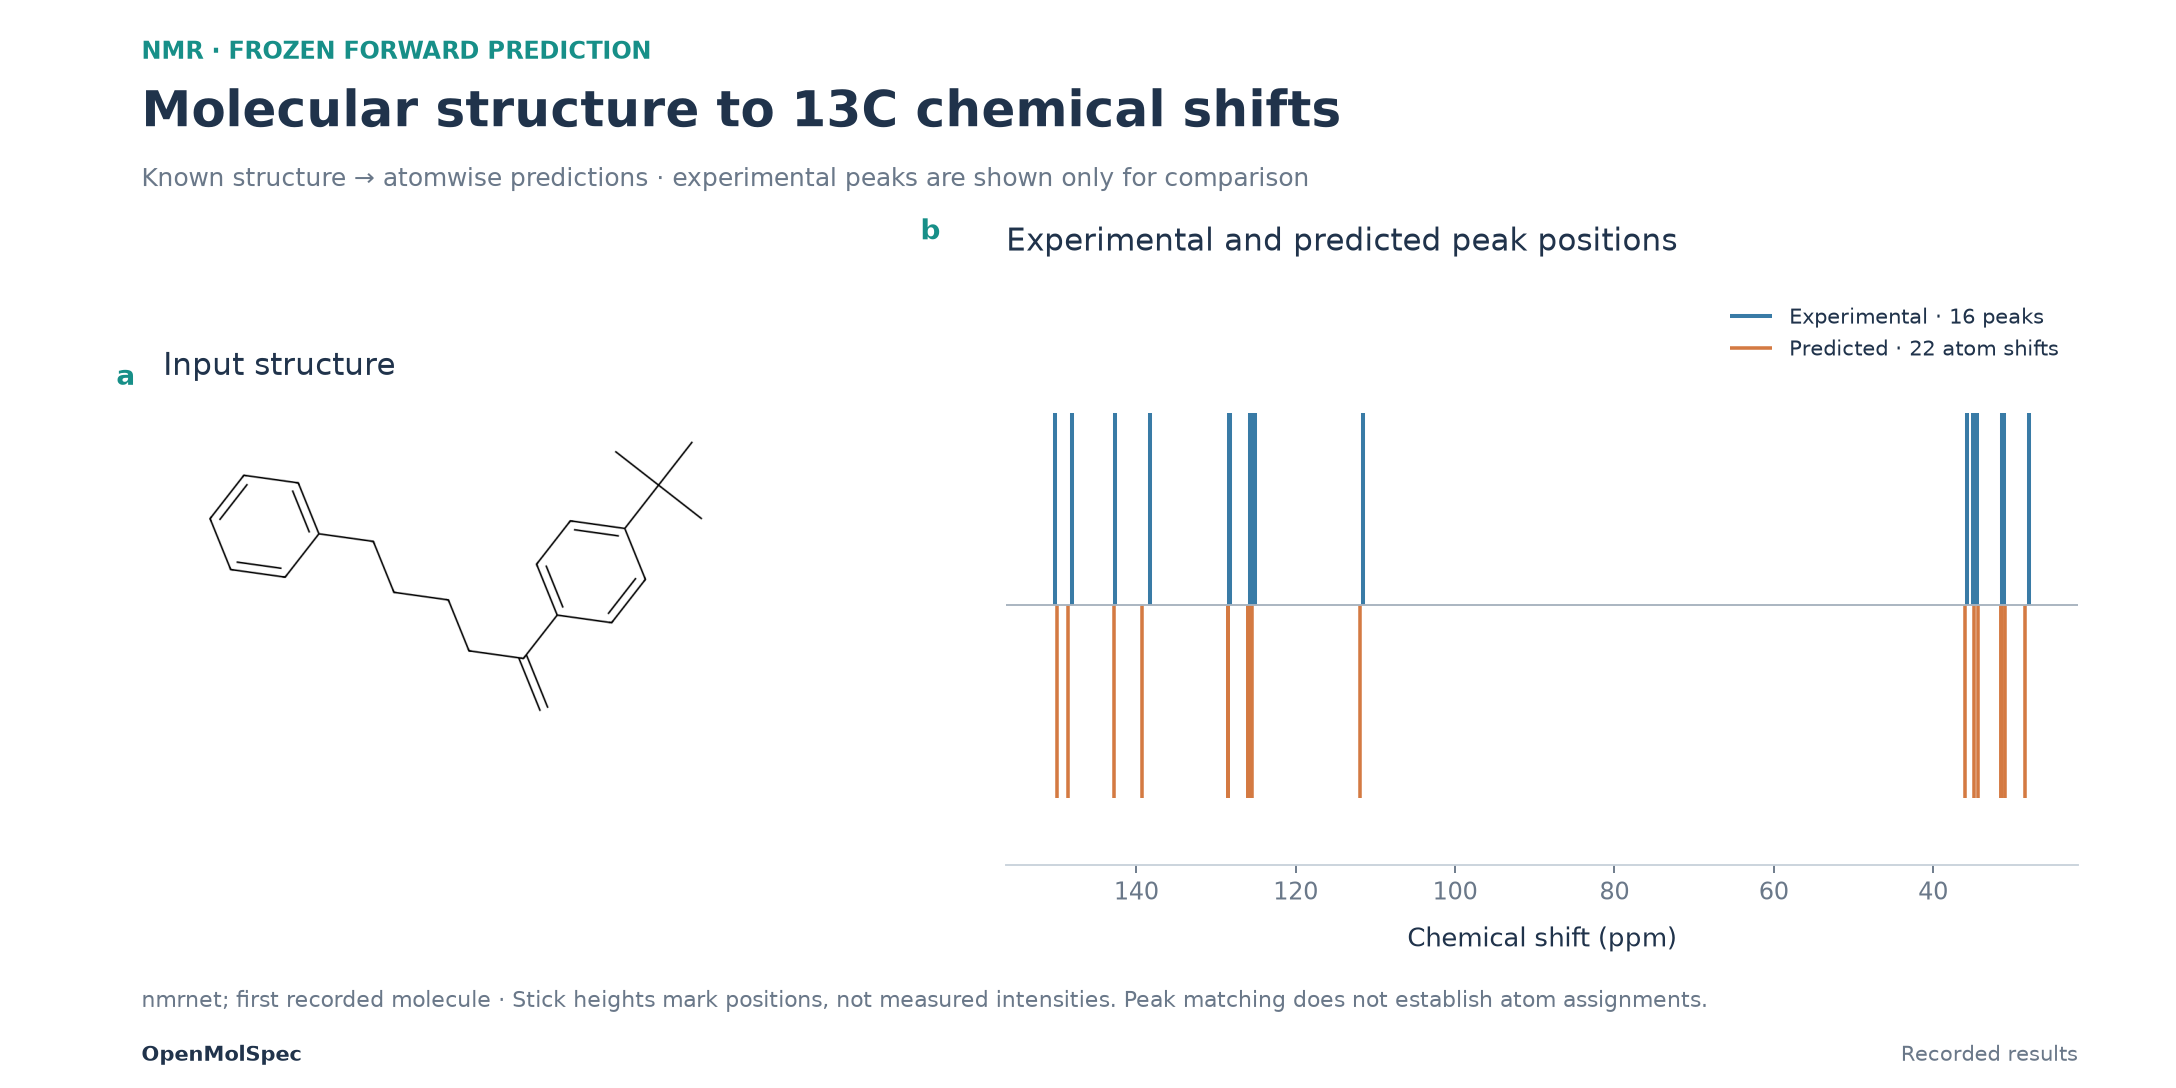 NMR · FROZEN FORWARD PREDICTION
Molecular structure to 13C chemical shifts
Known structure → atomwise predictions · experimental peaks are shown only for comparison
a
Input structure
b
Experimental and predicted peak positions
Experimental · 16 peaks
Predicted · 22 atom shifts
140 120 100 80 60 40
Chemical shift (ppm)
nmrnet; first recorded molecule · Stick heights mark positions, not measured intensities. Peak matching does not establish atom assignments.
OpenMolSpec
Recorded results